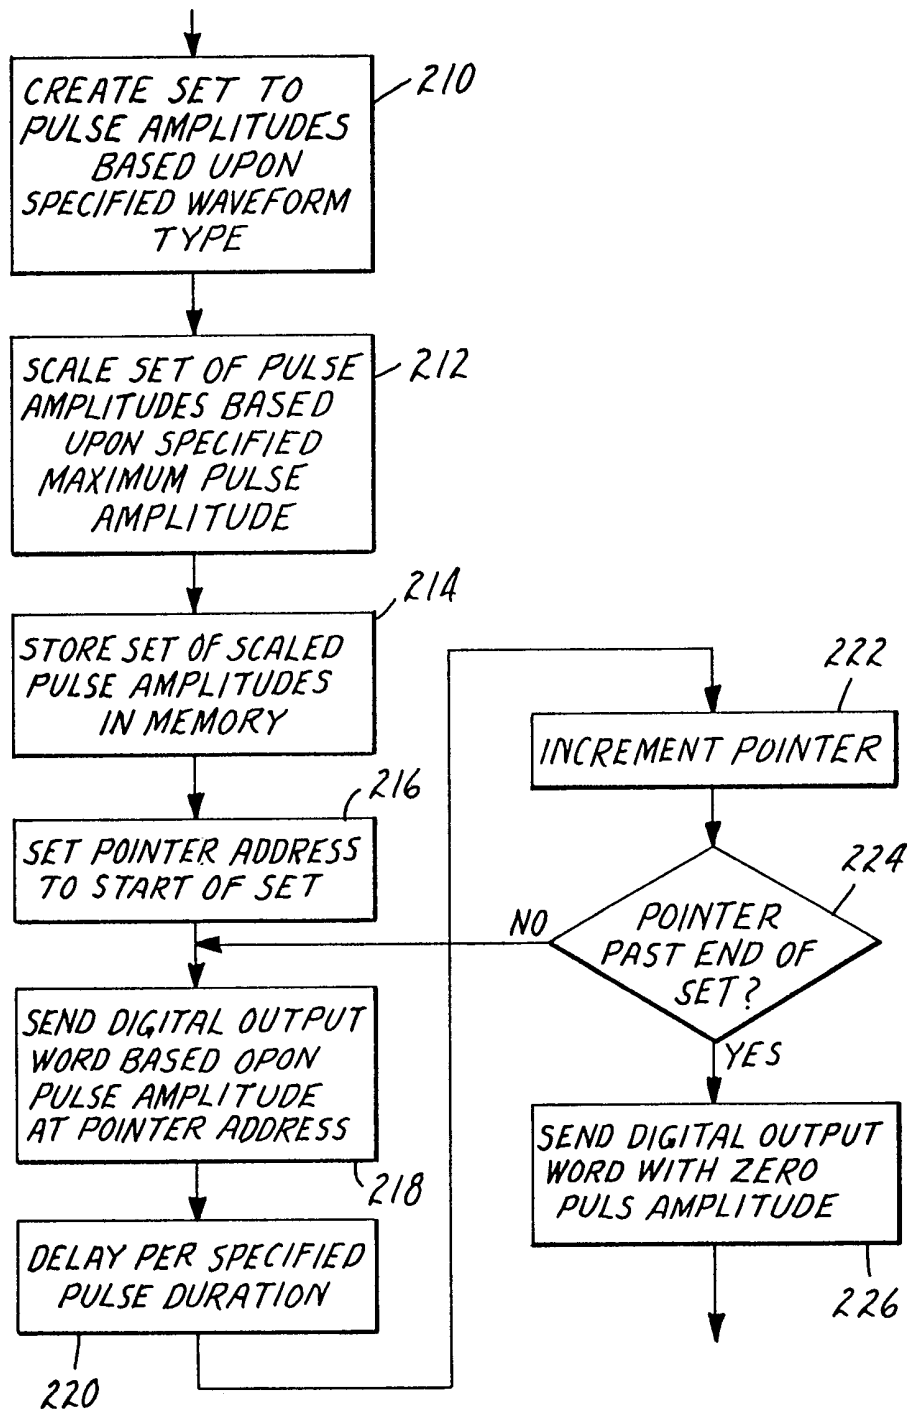 CREATE SET TO
PULSE AMPLITUDES
BASED UPON
SPECIFIED WAVEFORM
TYPE
210
SCALE SET OF PULSE
AMPLITUDES BASED
UPON SPECIFIED
MAXIMUM PULSE
AMPLITUDE
212
STORE SET OF SCALED
PULSE AMPLITUDES
IN MEMORY
214
SET POINTER ADDRESS
TO START OF SET
216
SEND DIGITAL OUTPUT
WORD BASED OPON
PULSE AMPLITUDE
AT POINTER ADDRESS
218
DELAY PER SPECIFIED
PULSE DURATION
220
222
INCREMENT POINTER
224
POINTER
PAST END OF
SET?
NO
YES
SEND DIGITAL OUTPUT
WORD WITH ZERO
PULS AMPLITUDE
226